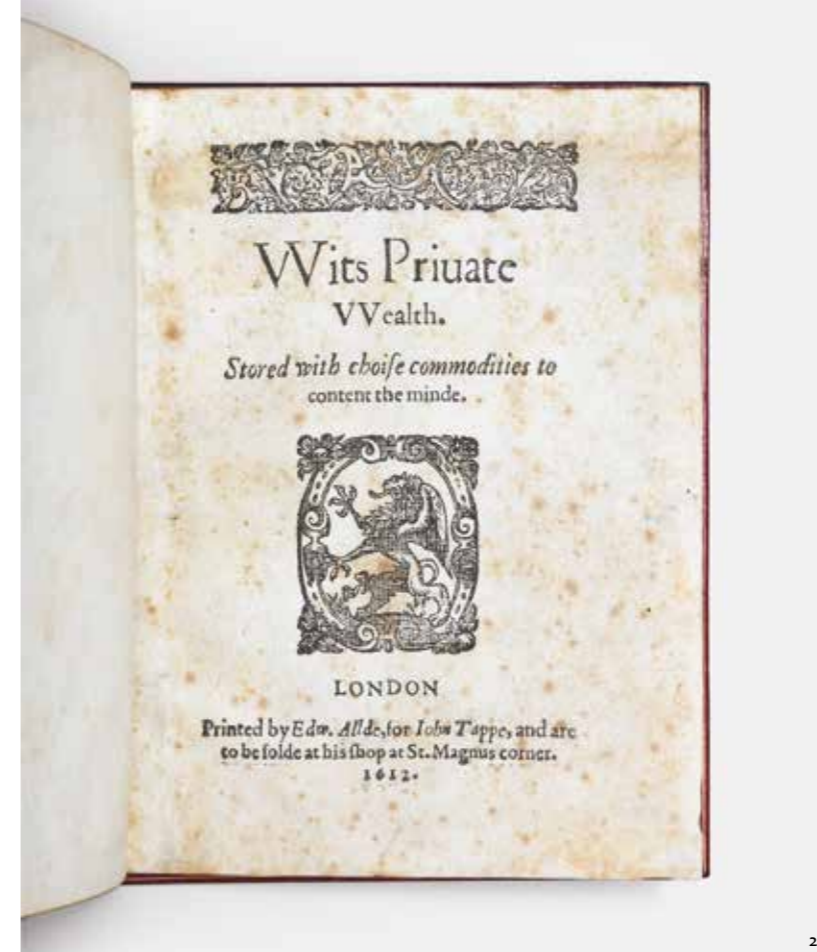 VVits Priuate
VVealth.
Stored with choiſe commodities to
content the minde.
LONDON
Printed by Edw. Allde, for Iohn Tappe, and are
to be ſolde at his ſhop at St. Magnus corner.
1612.
2